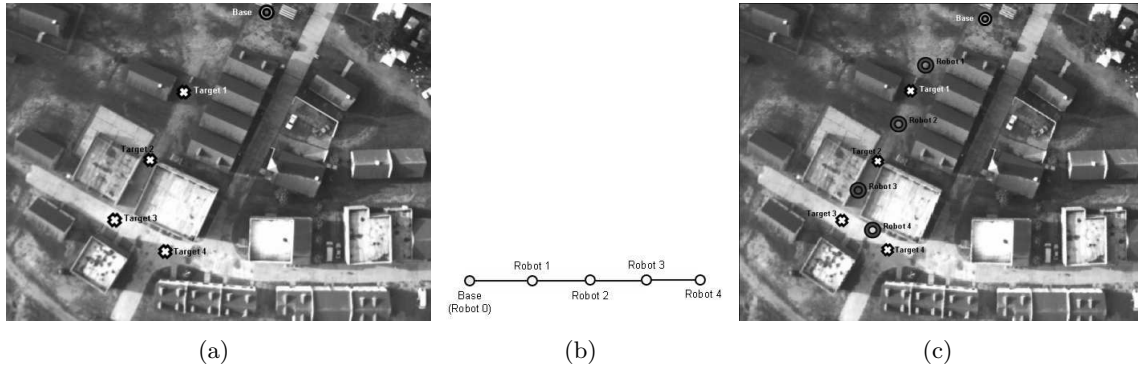 Base
Target 1
Target 2
Target 3
Target 4
(a)
Robot 1
Robot 3
Base
(Robot 0)
Robot 2
Robot 4
(b)
Base
Robot 1
Target 1
Robot 2
Target 2
Robot 3
Target 3
Robot 4
Target 4
(c)